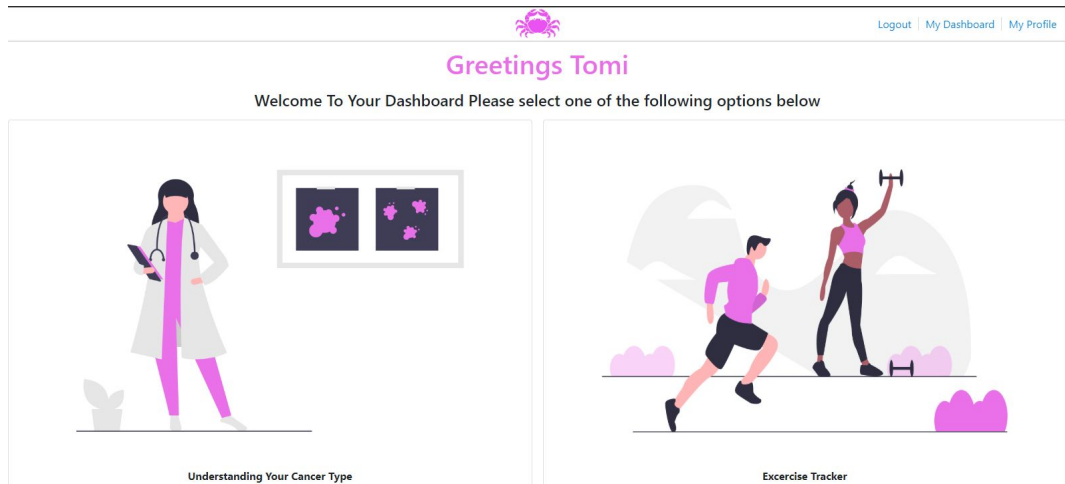 Logout My Dashboard My Profile
Greetings Tomi
Welcome To Your Dashboard Please select one of the following options below
Understanding Your Cancer Type
Excercise Tracker